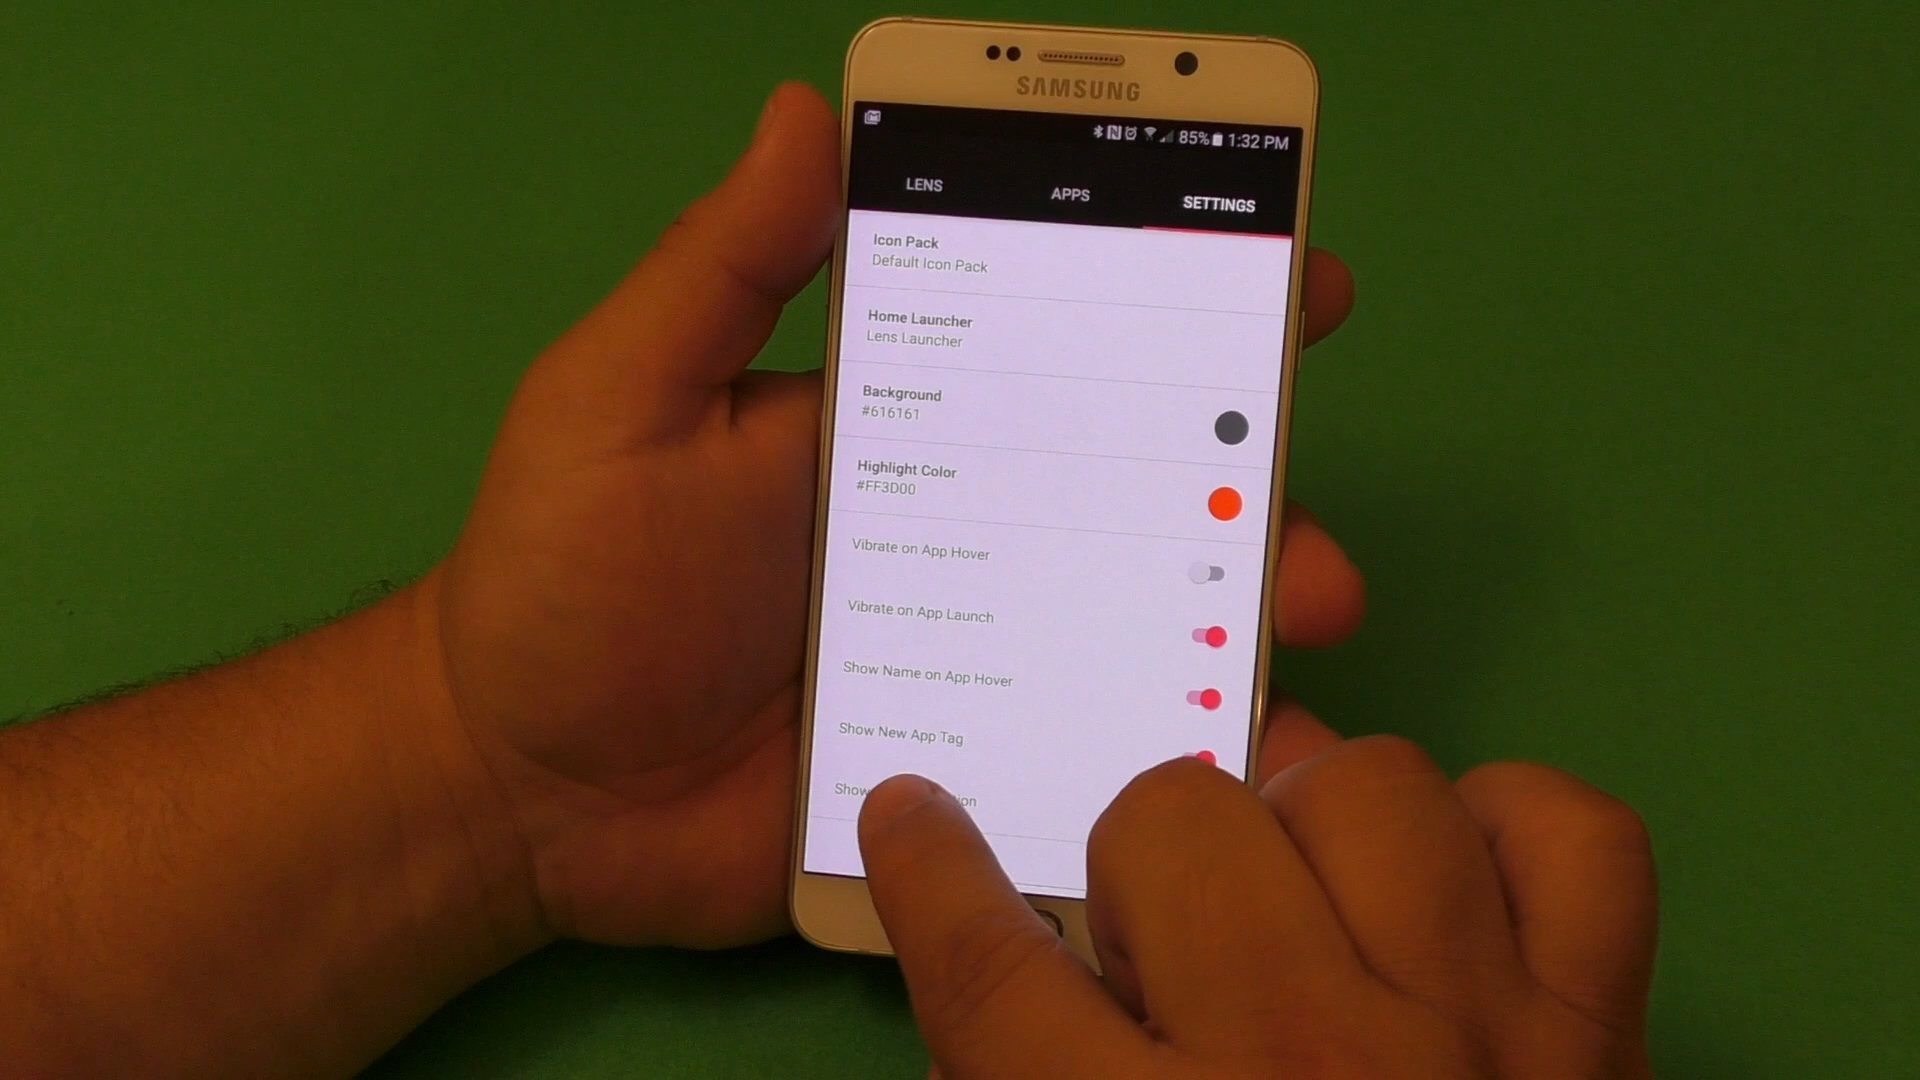 SAMSUNG
85% 1:32 PM
LENS APPS SETTINGS
Icon Pack
Default Icon Pack
Home Launcher
Lens Launcher
Background
#616161
Highlight Color
#FF3D00
Vibrate on App Hover
Vibrate on App Launch
Show Name on App Hover
Show New App Tag
Show